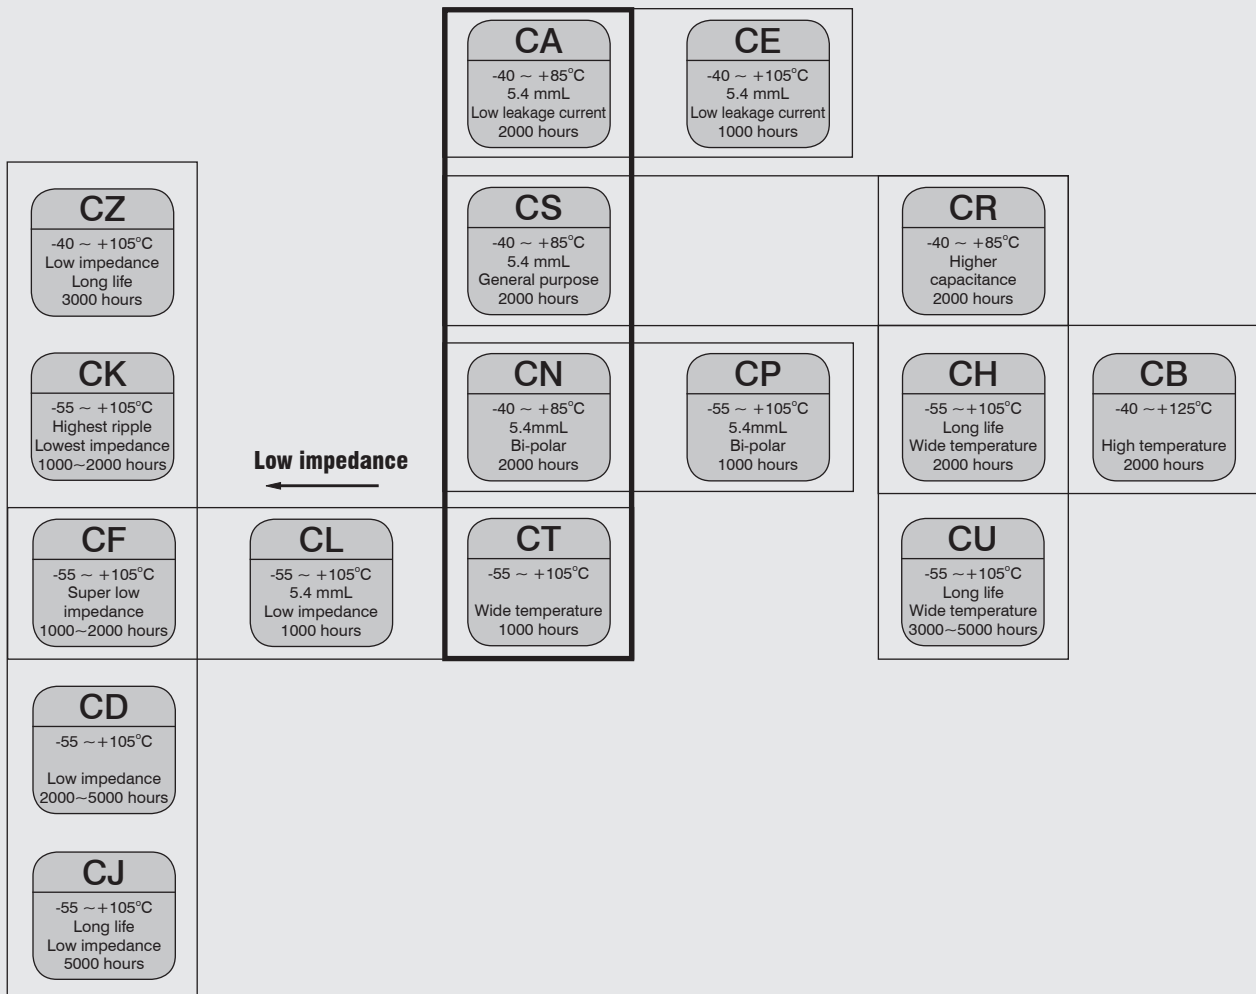 CA
-40 ~ +85°C
5.4 mmL
Low leakage current
2000 hours
CE
-40 ~ +105°C
5.4 mmL
Low leakage current
1000 hours
CZ
-40 ~ +105°C
Low impedance
Long life
3000 hours
CS
-40 ~ +85°C
5.4 mmL
General purpose
2000 hours
CR
-40 ~ +85°C
Higher
capacitance
2000 hours
CK
-55 ~ +105°C
Highest ripple
Lowest impedance
1000~2000 hours
Low impedance
CN
-40 ~ +85°C
5.4mmL
Bi-polar
2000 hours
CP
-55 ~ +105°C
5.4mmL
Bi-polar
1000 hours
CH
-55 ~+105°C
Long life
Wide temperature
2000 hours
CB
-40 ~+125°C
High temperature
2000 hours
CF
-55 ~ +105°C
Super low
impedance
1000~2000 hours
CL
-55 ~ +105°C
5.4 mmL
Low impedance
1000 hours
CT
-55 ~ +105°C
Wide temperature
1000 hours
CU
-55 ~+105°C
Long life
Wide temperature
3000~5000 hours
CD
-55 ~+105°C
Low impedance
2000~5000 hours
CJ
-55 ~+105°C
Long life
Low impedance
5000 hours